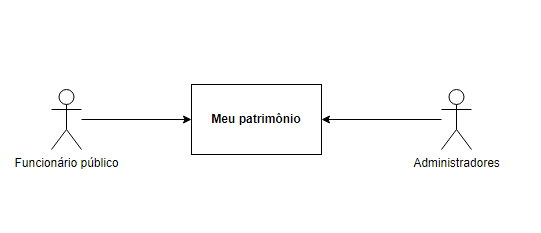 Meu patrimônio
Funcionário público
Administradores